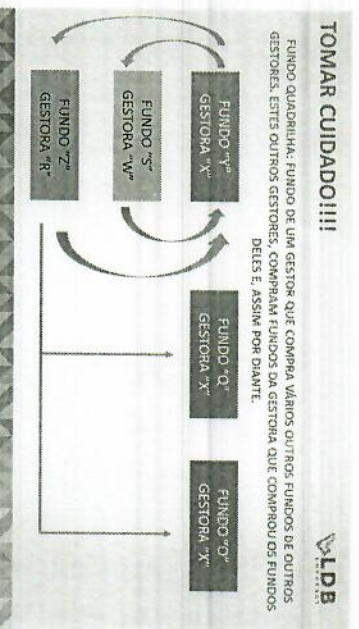 TOMAR CUIDADO!!!!
LDB
EMPRESAS
FUNDO QUADRILHA: FUNDO DE UM GESTOR QUE COMPRA VÁRIOS OUTROS FUNDOS DE OUTROS
GESTORES. ESTES OUTROS GESTORES, COMPRAM FUNDOS DA GESTORA QUE COMPROU OS FUNDOS
DELES E, ASSIM POR DIANTE.
FUNDO "Y"
GESTORA "X"
FUNDO "Q"
GESTORA "X"
FUNDO "O"
GESTORA "X"
FUNDO "S"
GESTORA "W"
FUNDO "Z"
GESTORA "R"